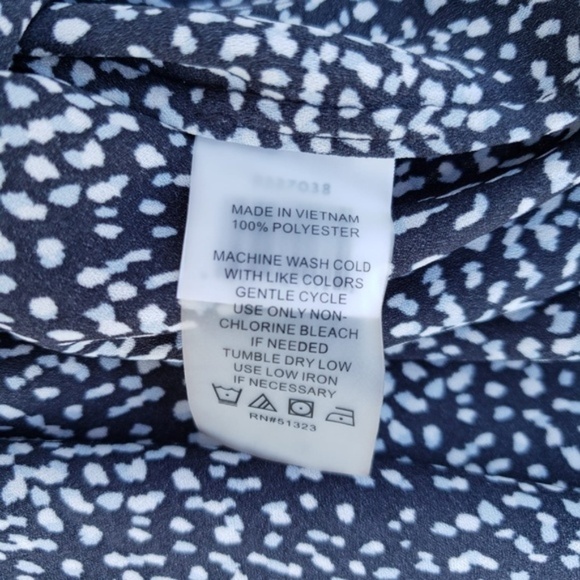 MADE IN VIETNAM
100% POLYESTER
MACHINE WASH COLD
WITH LIKE COLORS
GENTLE CYCLE
USE ONLY NON-
CHLORINE BLEACH
IF NEEDED
TUMBLE DRY LOW
USE LOW IRON
IF NECESSARY
RN#51323